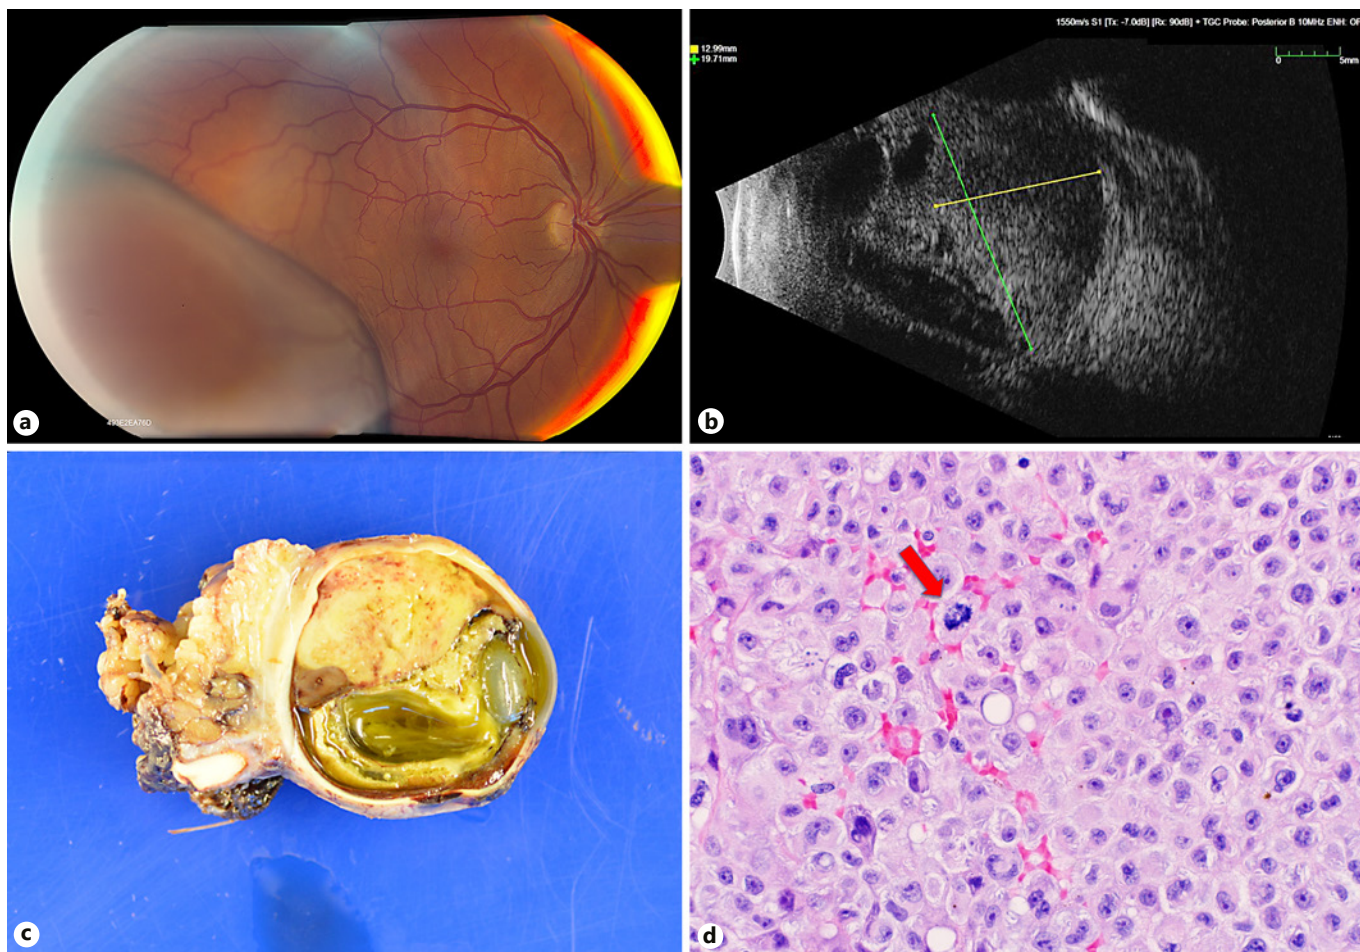 1550m/s S1 [Tx: -7.0dB] [Rx: 90dB] + TGC Probe: Posterior B 10MHz ENH: OF
12.99mm
19.71mm
0 5mm
a
b
c
d